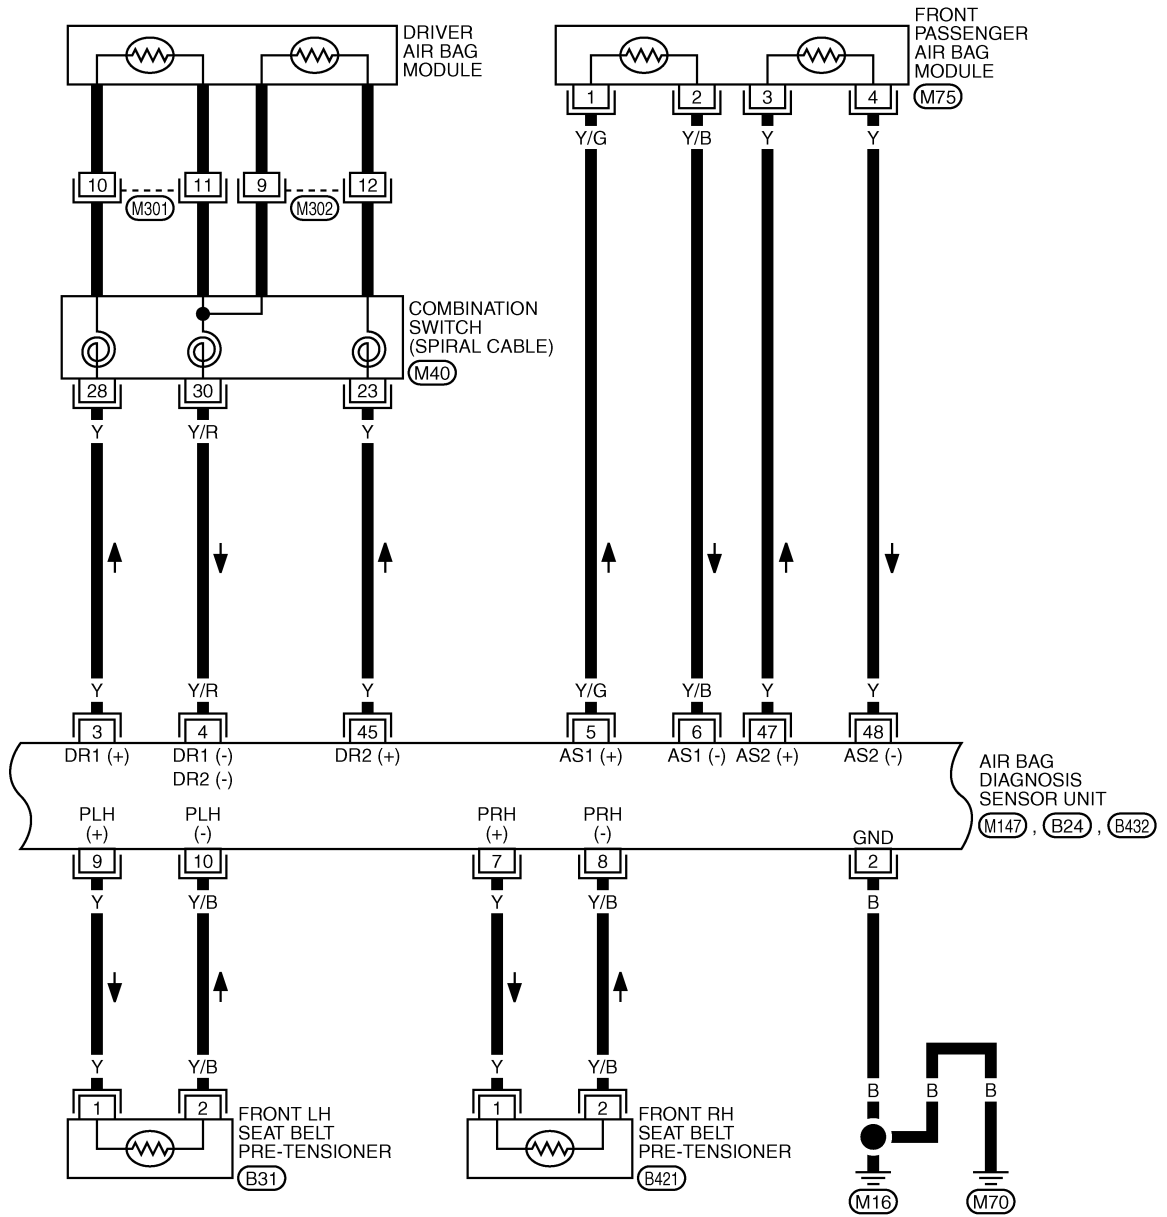 DRIVER
AIR BAG
MODULE
FRONT
PASSENGER
AIR BAG
MODULE
M75
1 2 3 4
Y/G Y/B Y Y
10 11 9 12
M301 M302
COMBINATION
SWITCH
(SPIRAL CABLE)
M40
28 30 23
Y Y/R Y
Y Y/R Y Y/G Y/B Y Y
3 4 45 5 6 47 48
DR1 (+) DR1 (-) DR2 (+) AS1 (+) AS1 (-) AS2 (+) AS2 (-)
DR2 (-)
AIR BAG
DIAGNOSIS
SENSOR UNIT
M147 , B24 , B432
PLH PLH PRH PRH
(+) (-) (+) (-) GND
9 10 7 8 2
Y Y/B Y Y/B B
Y Y/B Y Y/B B B B
1 2 1 2
FRONT LH
SEAT BELT
PRE-TENSIONER
B31
FRONT RH
SEAT BELT
PRE-TENSIONER
B421
M16 M70